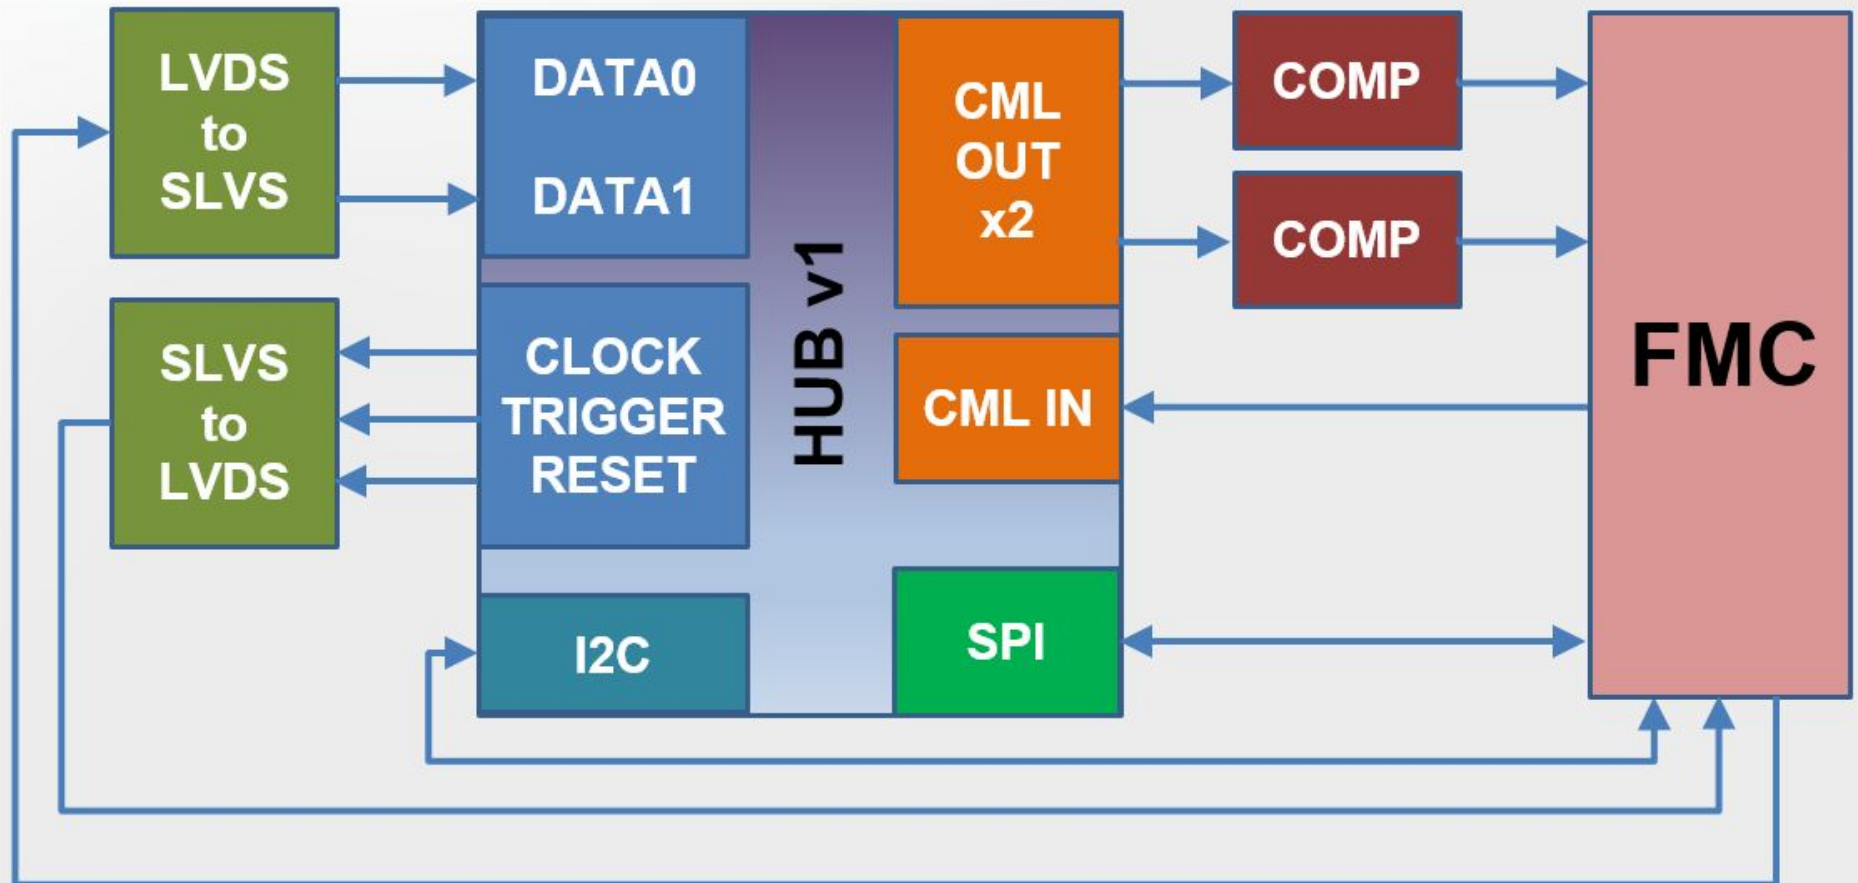 LVDS
to
SLVS
DATA0
DATA1
SLVS
to
LVDS
CLOCK
TRIGGER
RESET
I2C
HUB v1
CML
OUT
x2
CML IN
SPI
COMP
COMP
FMC